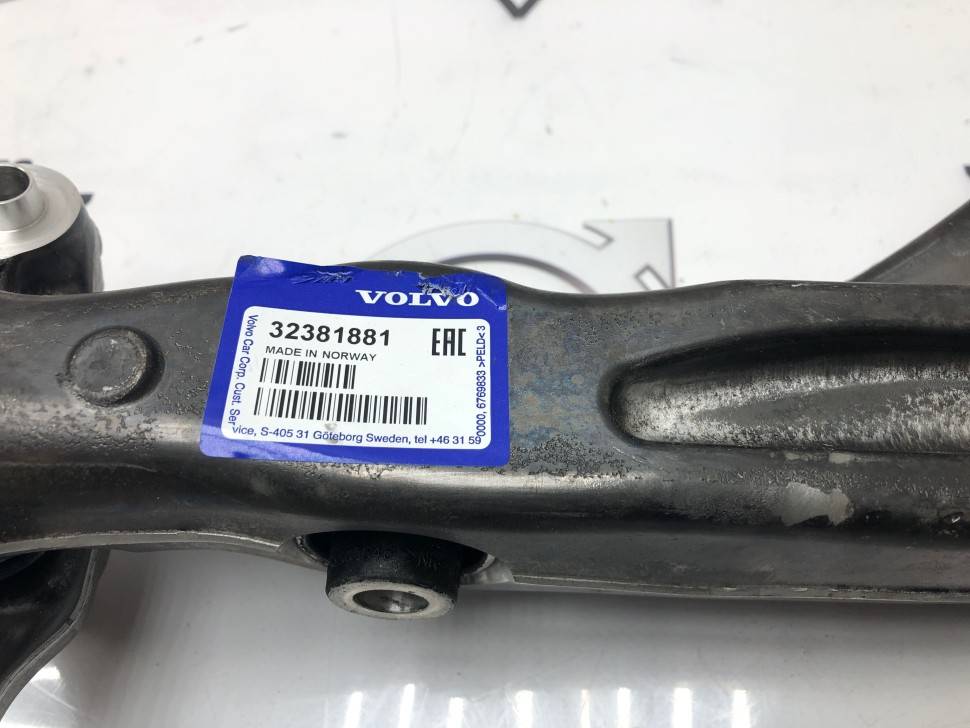 VOLVO
32381881
EAC
MADE IN NORWAY
Volvo Car Corp. Cust. Service, S-405 31 Göteborg Sweden, tel +46 31 59 0000, 6769833 >PELD< 3